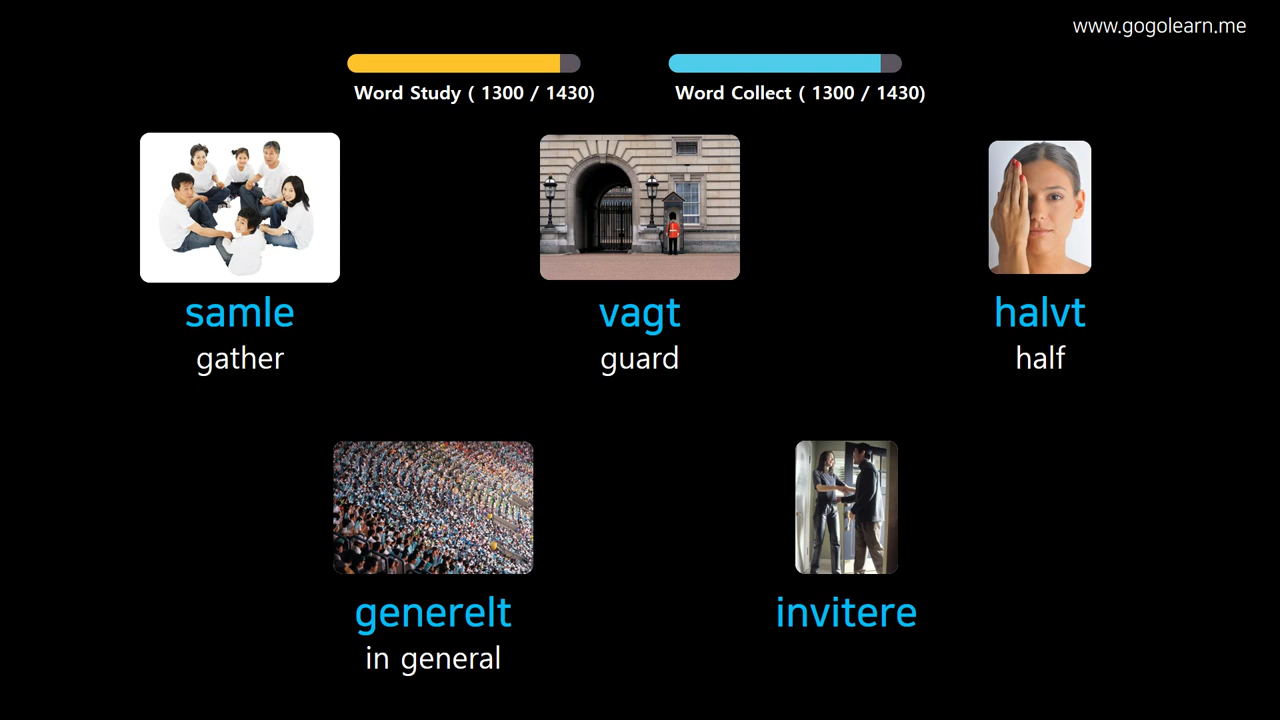 www.gogolearn.me
Word Study ( 1300 / 1430)
Word Collect ( 1300 / 1430)
samle
gather
vagt
guard
halvt
half
generelt
in general
invitere